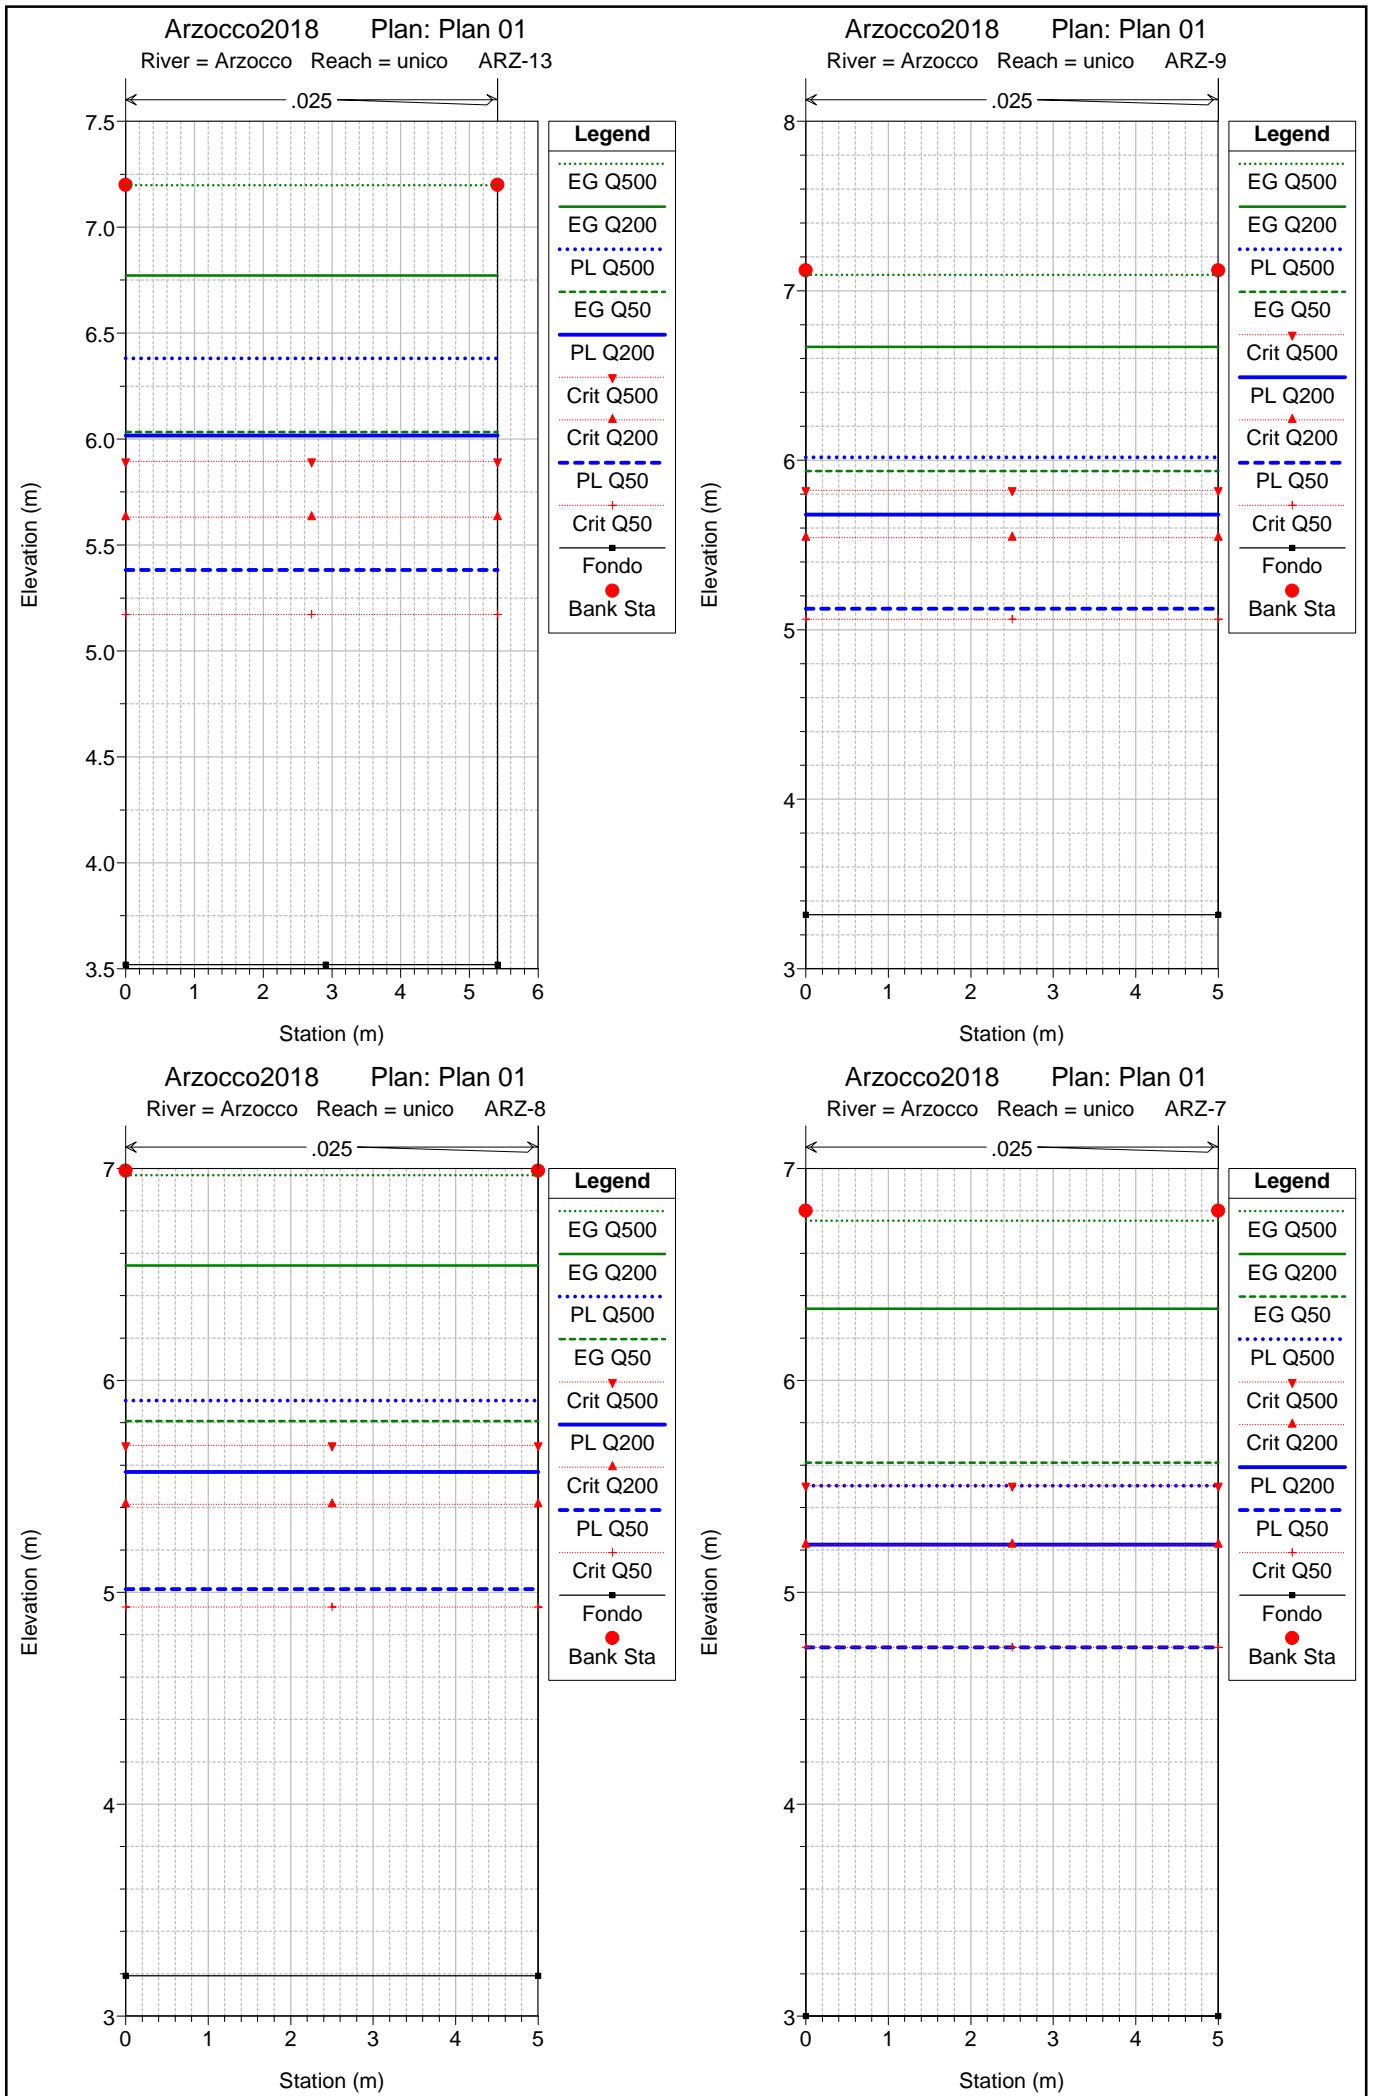 Arzocco2018 Plan: Plan 01
River = Arzocco Reach = unico ARZ-13
.025
7.5
7.0
6.5
6.0
5.5
5.0
4.5
4.0
3.5
Elevation (m)
0 1 2 3 4 5 6
Station (m)
Legend
EG Q500
EG Q200
PL Q500
EG Q50
PL Q200
Crit Q500
Crit Q200
PL Q50
Crit Q50
Fondo
Bank Sta
Arzocco2018 Plan: Plan 01
River = Arzocco Reach = unico ARZ-9
.025
8
7
6
5
4
3
Elevation (m)
0 1 2 3 4 5
Station (m)
Legend
EG Q500
EG Q200
PL Q500
EG Q50
Crit Q500
PL Q200
Crit Q200
PL Q50
Crit Q50
Fondo
Bank Sta
Arzocco2018 Plan: Plan 01
River = Arzocco Reach = unico ARZ-8
.025
7
6
5
4
3
Elevation (m)
0 1 2 3 4 5
Station (m)
Legend
EG Q500
EG Q200
PL Q500
EG Q50
Crit Q500
PL Q200
Crit Q200
PL Q50
Crit Q50
Fondo
Bank Sta
Arzocco2018 Plan: Plan 01
River = Arzocco Reach = unico ARZ-7
.025
7
6
5
4
3
Elevation (m)
0 1 2 3 4 5
Station (m)
Legend
EG Q500
EG Q200
EG Q50
PL Q500
Crit Q500
Crit Q200
PL Q200
PL Q50
Crit Q50
Fondo
Bank Sta